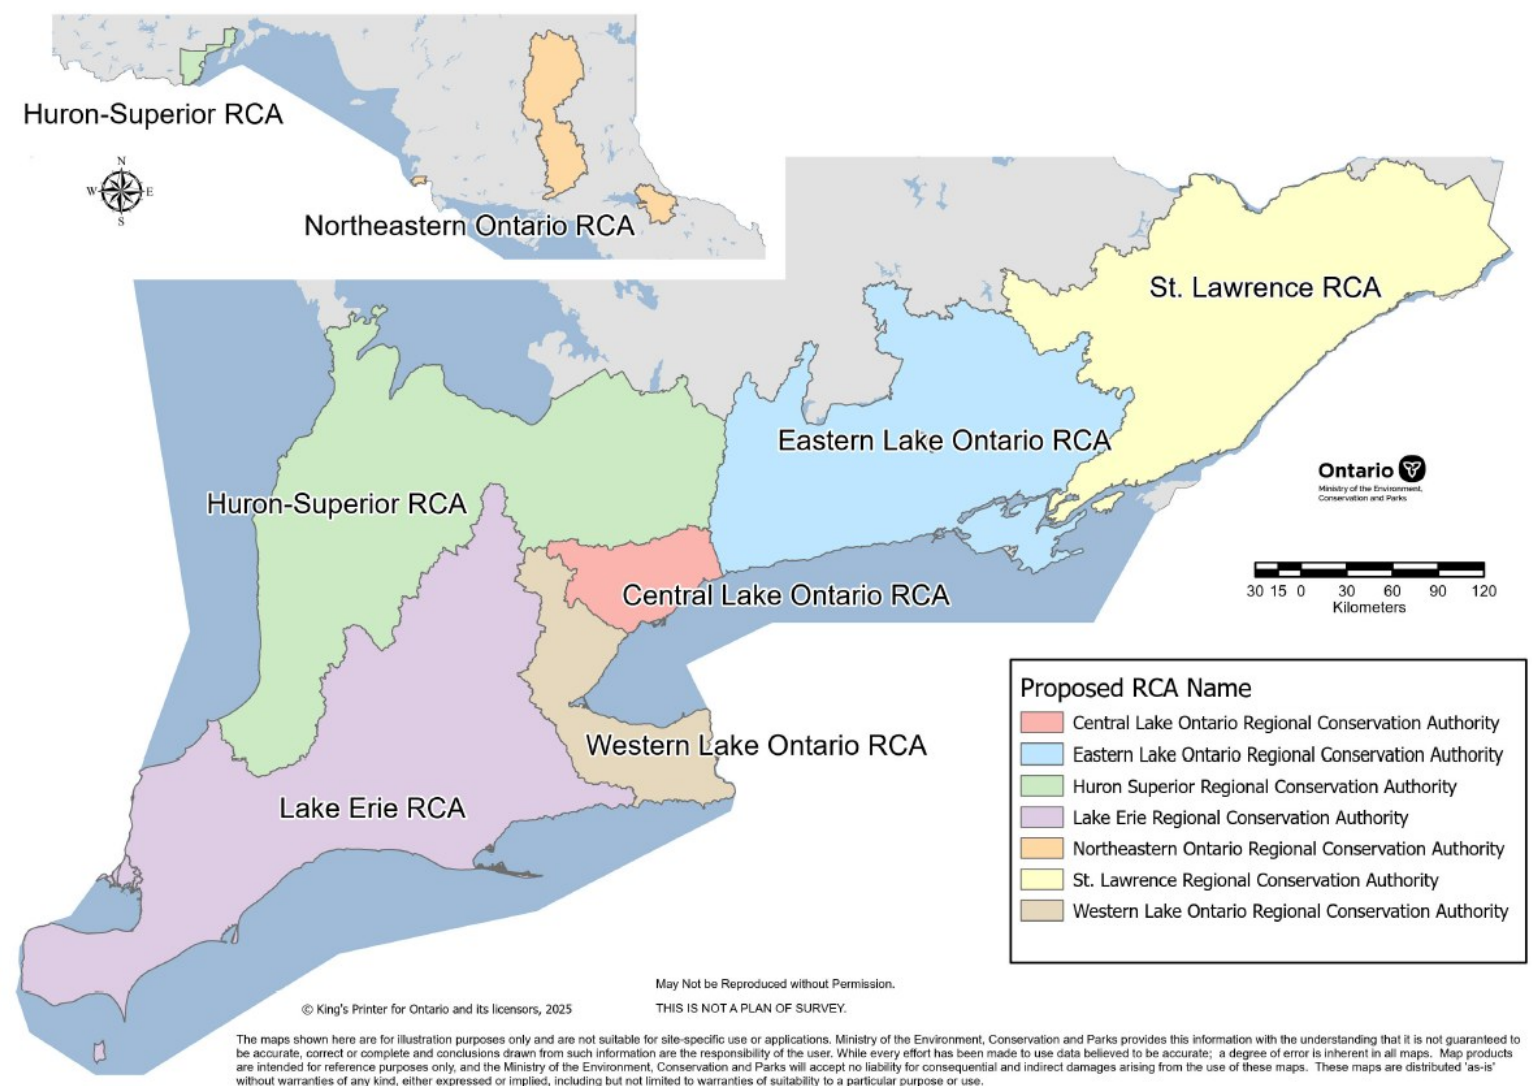 Huron-Superior RCA
N
W
E
S
Northeastern Ontario RCA
St. Lawrence RCA
Eastern Lake Ontario RCA
Ontario
Ministry of the Environment,
Conservation and Parks
Huron-Superior RCA
Central Lake Ontario RCA
30 15 0 30 60 90 120
Kilometers
Western Lake Ontario RCA
Lake Erie RCA
Proposed RCA Name
Central Lake Ontario Regional Conservation Authority
Eastern Lake Ontario Regional Conservation Authority
Huron Superior Regional Conservation Authority
Lake Erie Regional Conservation Authority
Northeastern Ontario Regional Conservation Authority
St. Lawrence Regional Conservation Authority
Western Lake Ontario Regional Conservation Authority
May Not be Reproduced without Permission.
© King's Printer for Ontario and its licensors, 2025
THIS IS NOT A PLAN OF SURVEY.
The maps shown here are for illustration purposes only and are not suitable for site-specific use or applications. Ministry of the Environment, Conservation and Parks provides this information with the understanding that it is not guaranteed to
be accurate, correct or complete and conclusions drawn from such information are the responsibility of the user. While every effort has been made to use data believed to be accurate; a degree of error is inherent in all maps. Map products
are intended for reference purposes only, and the Ministry of the Environment, Conservation and Parks will accept no liability for consequential and indirect damages arising from the use of these maps. These maps are distributed 'as-is'
without warranties of any kind, either expressed or implied, including but not limited to warranties of suitability to a particular purpose or use.